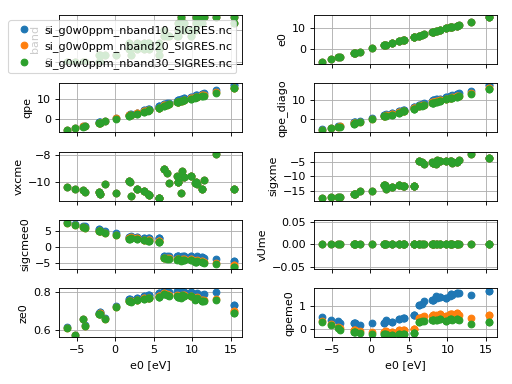 si_g0w0ppm_nband10_SIGRES.nc
si_g0w0ppm_nband20_SIGRES.nc
si_g0w0ppm_nband30_SIGRES.nc
band
e0
10
0
qpe
10
0
qpe_diago
10
0
vxcme
−8
−10
sigxme
−5
−10
−15
sigcmee0
5
0
−5
vUme
0.05
0.00
−0.05
ze0
0.8
0.6
−5
0
5
10
15
e0 [eV]
qpeme0
1
0
−5
0
5
10
15
e0 [eV]